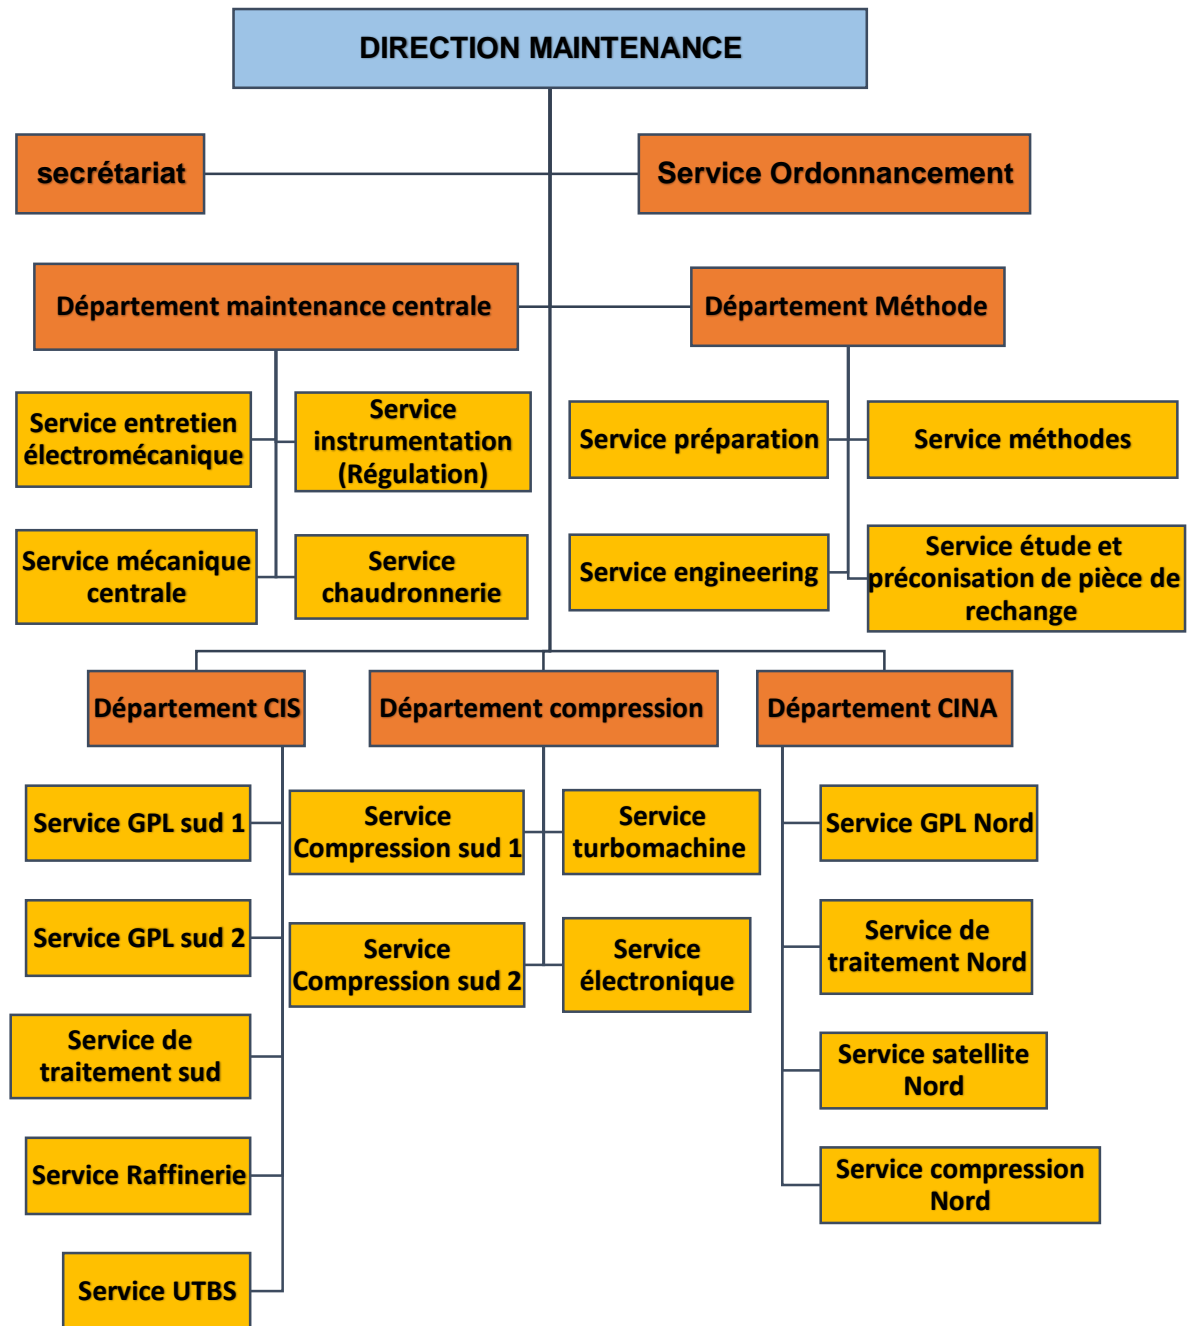 DIRECTION MAINTENANCE
secrétariat
Service Ordonnancement
Département maintenance centrale
Département Méthode
Service entretien
électromécanique
Service
instrumentation
(Régulation)
Service préparation
Service méthodes
Service mécanique
centrale
Service
chaudronnerie
Service engineering
Service étude et
préconisation de pièce de
rechange
Département CIS
Département compression
Département CINA
Service GPL sud 1
Service GPL sud 2
Service de
traitement sud
Service Raffinerie
Service UTBS
Service
Compression sud 1
Service
turbomachine
Service
Compression sud 2
Service
électronique
Service GPL Nord
Service de
traitement Nord
Service satellite
Nord
Service compression
Nord